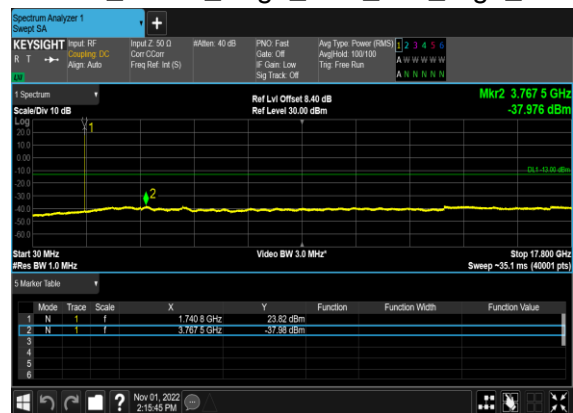 Spectrum Analyzer 1
Swept SA
KEYSIGHT Input: RF Input Z: 50 Ω #Atten: 40 dB PNO: Fast Avg Type: Power (RMS) 1 2 3 4 5 6
R T Coupling: DC Corr CCorr Gate: Off Avg|Hold: 100/100 A W W W W W
Align: Auto Freq Ref: Int (S) IF Gain: Low Trig: Free Run
Sig Track: Off A N N N N N
1 Spectrum Ref Lvl Offset 8.40 dB Mkr2 3.767 5 GHz
Scale/Div 10 dB Ref Level 30.00 dBm -37.976 dBm
Log
20.0
10.0
0.00
-10.0
-20.0
-30.0
-40.0
-50.0
-60.0
1
DL1 -13.00 dBm
2
Start 30 MHz Video BW 3.0 MHz* Stop 17.800 GHz
#Res BW 1.0 MHz Sweep ~35.1 ms (40001 pts)
5 Marker Table
Mode Trace Scale X Y Function Function Width Function Value
1 N 1 f 1.740 8 GHz 23.82 dBm
2 N 1 f 3.767 5 GHz -37.98 dBm
3
4
5
6
? Nov 01, 2022
2:15:45 PM